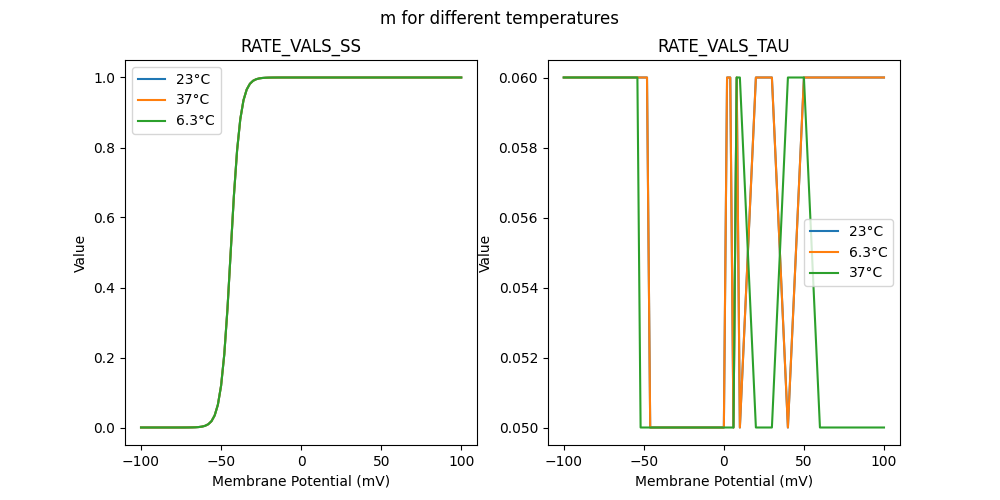 m for different temperatures
RATE_VALS_SS
RATE_VALS_TAU
1.0
0.8
0.6
0.4
0.2
0.0
Value
23°C
37°C
6.3°C
−100
−50
0
50
100
Membrane Potential (mV)
0.060
0.058
0.056
0.054
0.052
0.050
Value
23°C
6.3°C
37°C
−100
−50
0
50
100
Membrane Potential (mV)